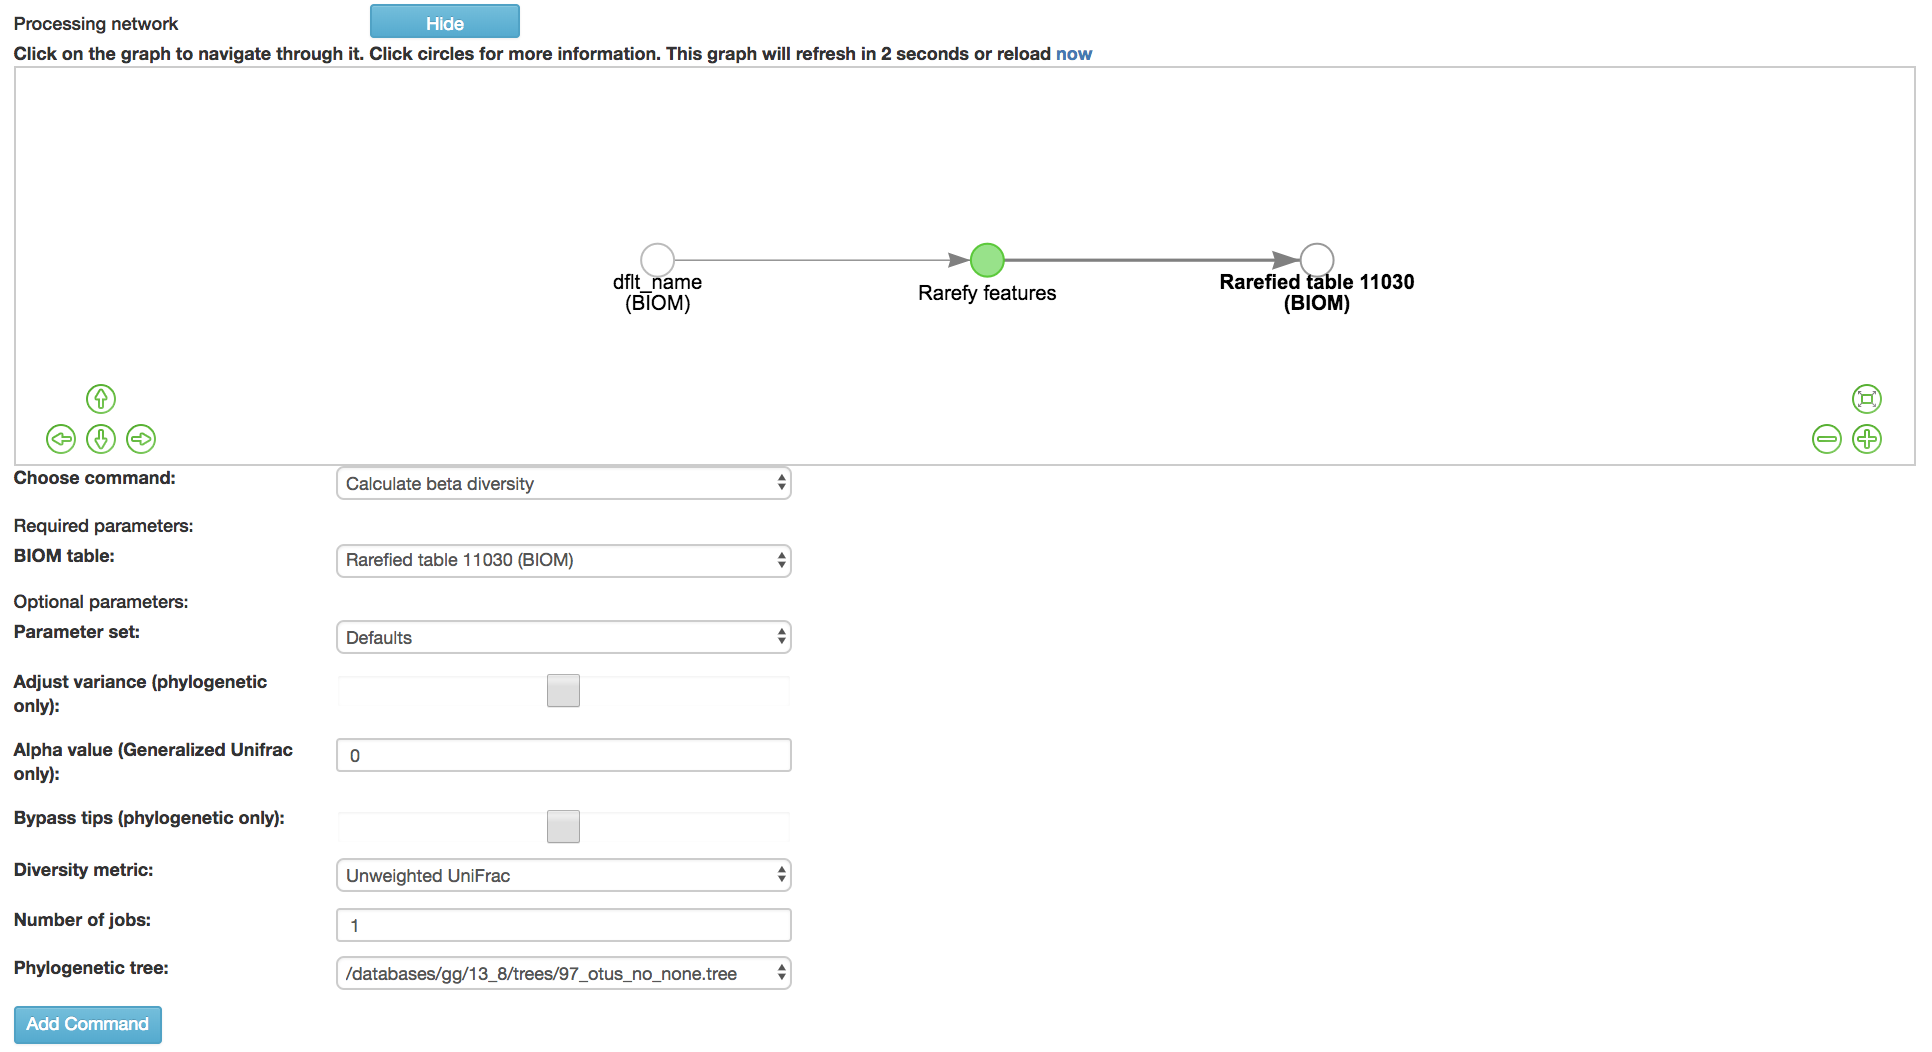 Processing network
Hide
Click on the graph to navigate through it. Click circles for more information. This graph will refresh in 2 seconds or reload now
dflt_name
(BIOM)
Rarefy features
Rarefied table 11030
(BIOM)
Choose command:
Calculate beta diversity
Required parameters:
BIOM table:
Rarefied table 11030 (BIOM)
Optional parameters:
Parameter set:
Defaults
Adjust variance (phylogenetic
only):
Alpha value (Generalized Unifrac
only):
0
Bypass tips (phylogenetic only):
Diversity metric:
Unweighted UniFrac
Number of jobs:
1
Phylogenetic tree:
/databases/gg/13_8/trees/97_otus_no_none.tree
Add Command